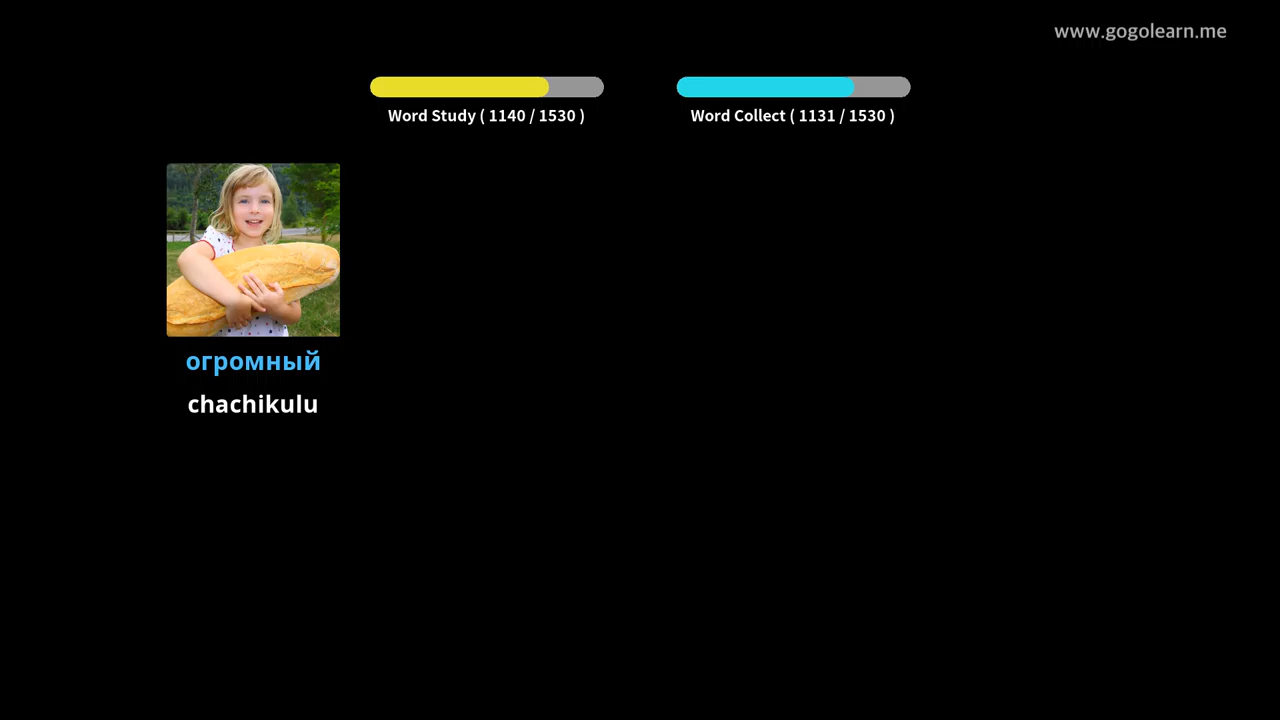 www.gogolearn.me
Word Study ( 1140 / 1530 )
Word Collect ( 1131 / 1530 )
огромный
chachikulu